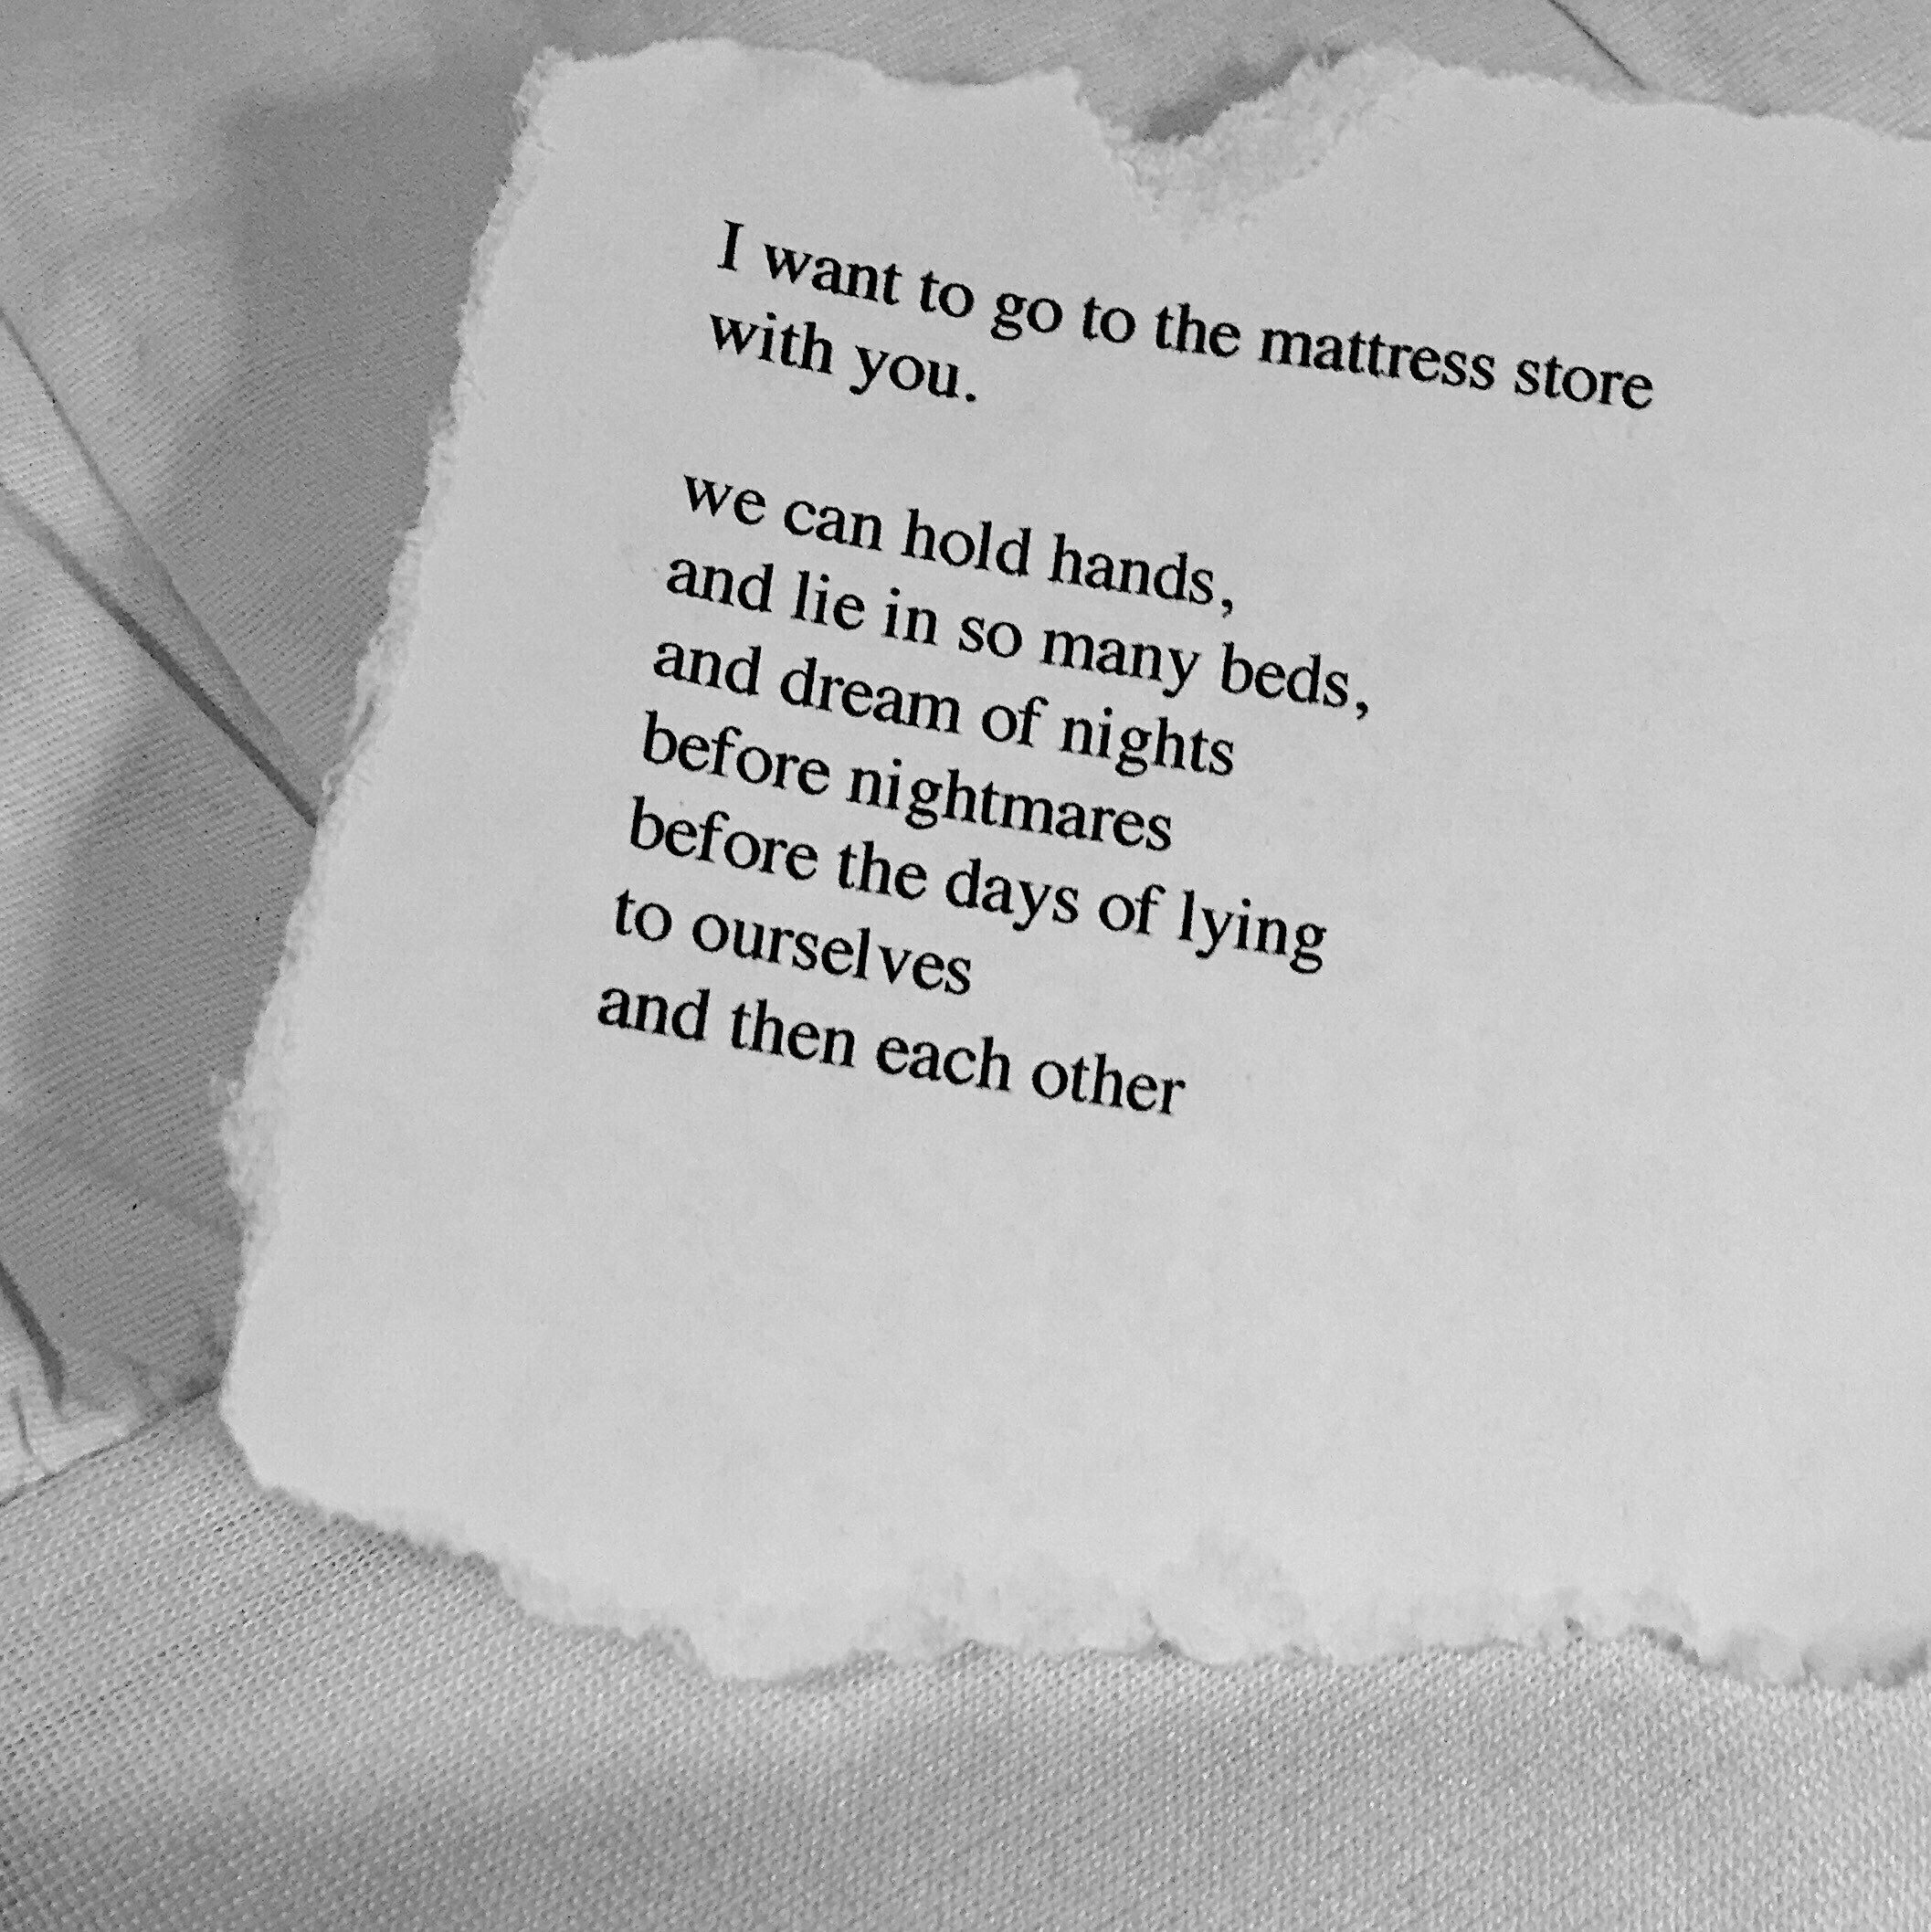 I want to go to the mattress store
with you.
we can hold hands,
and lie in so many beds,
and dream of nights
before nightmares
before the days of lying
to ourselves
and then each other